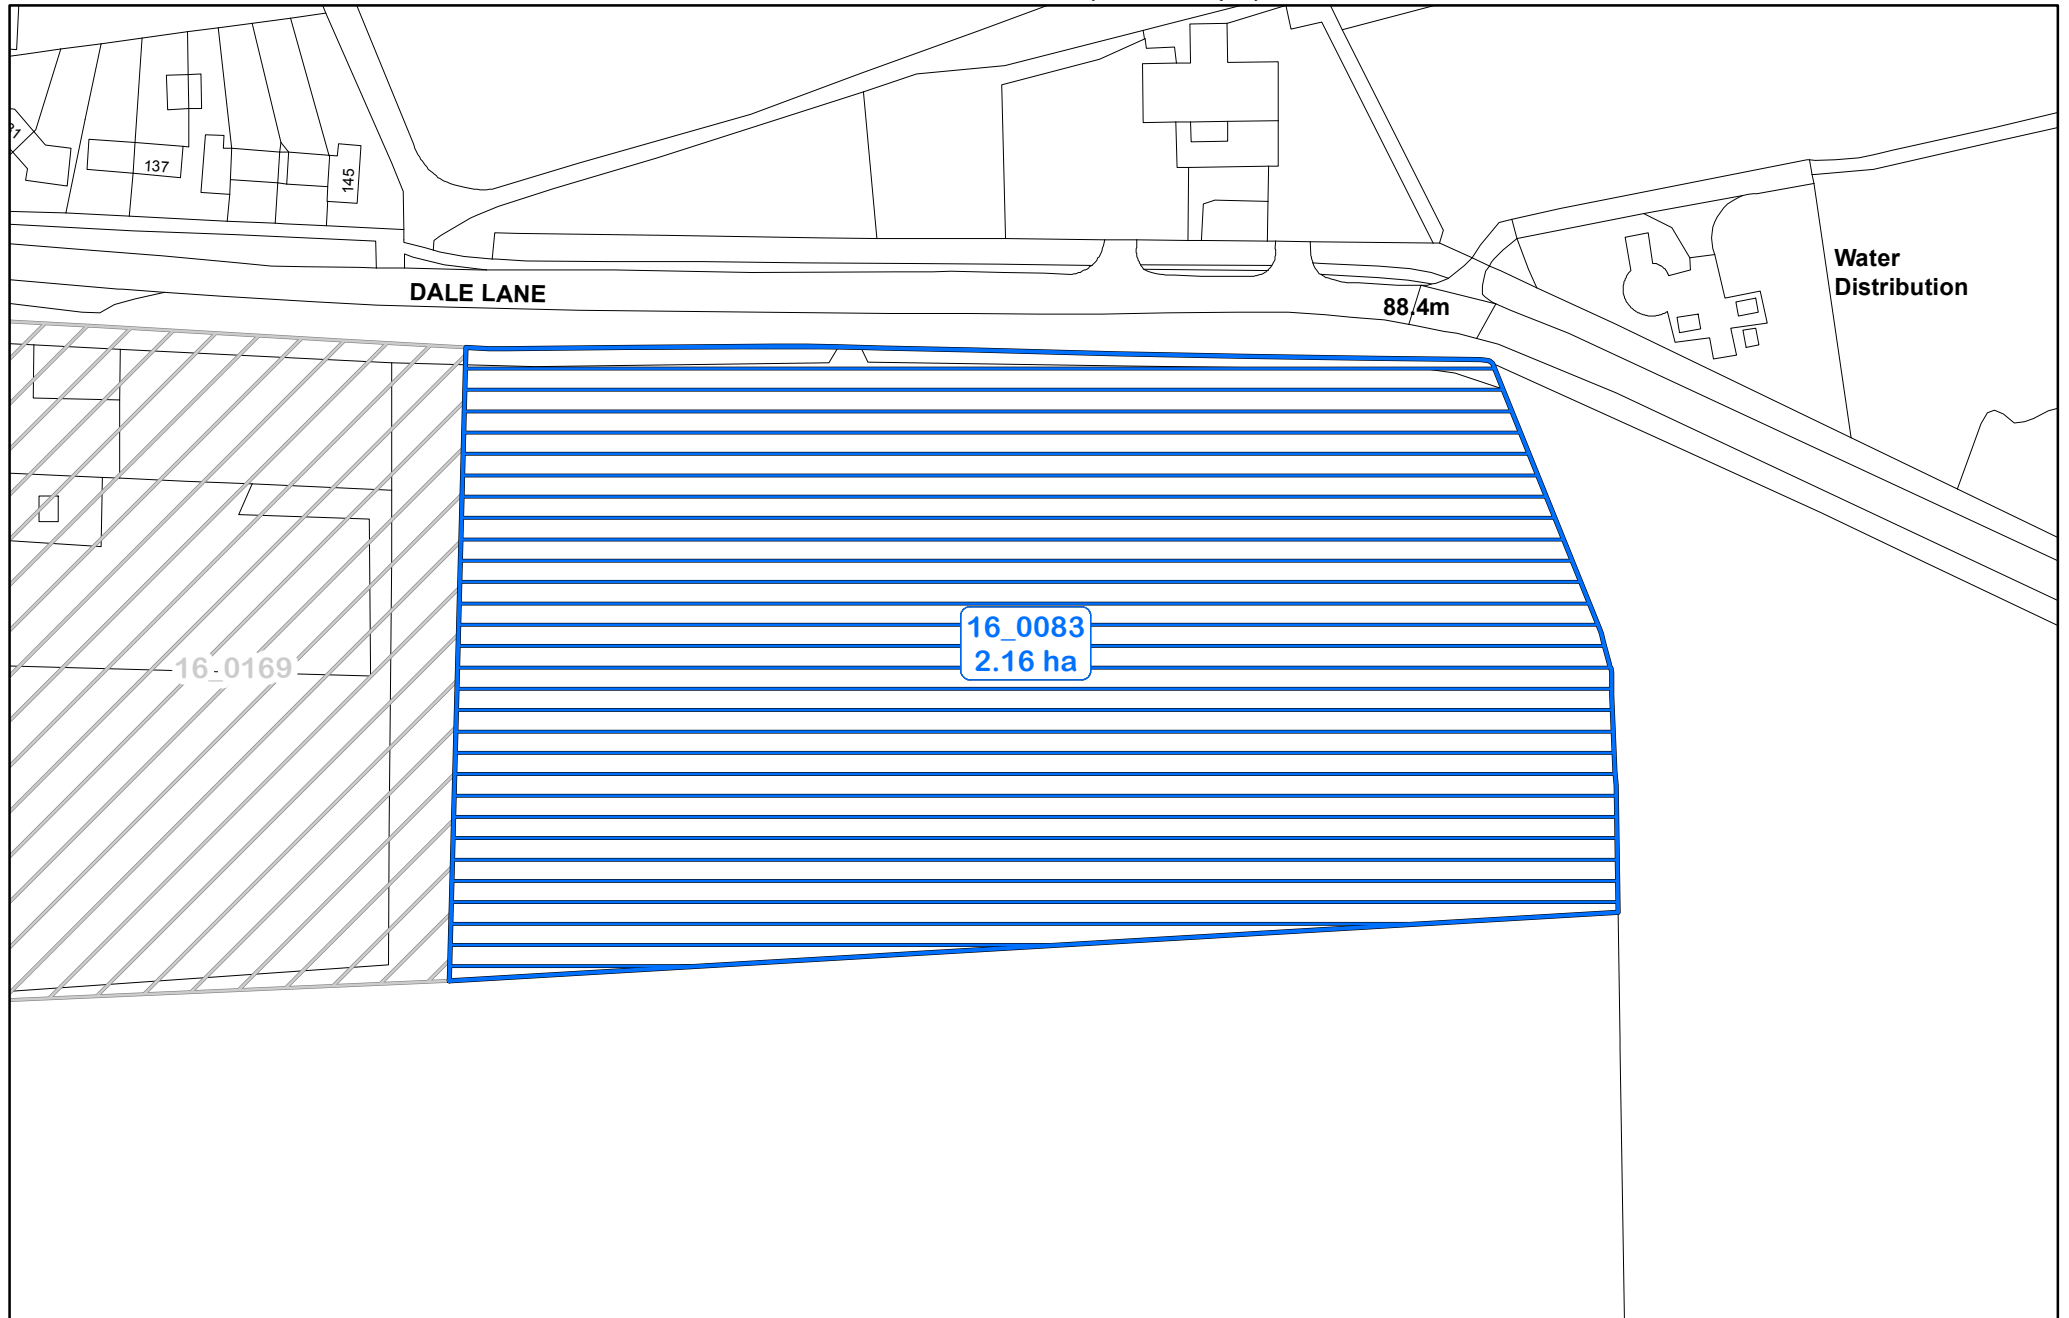 137
145
Water
Distribution
DALE LANE
88.4m
16_0083
2.16 ha
16_0169